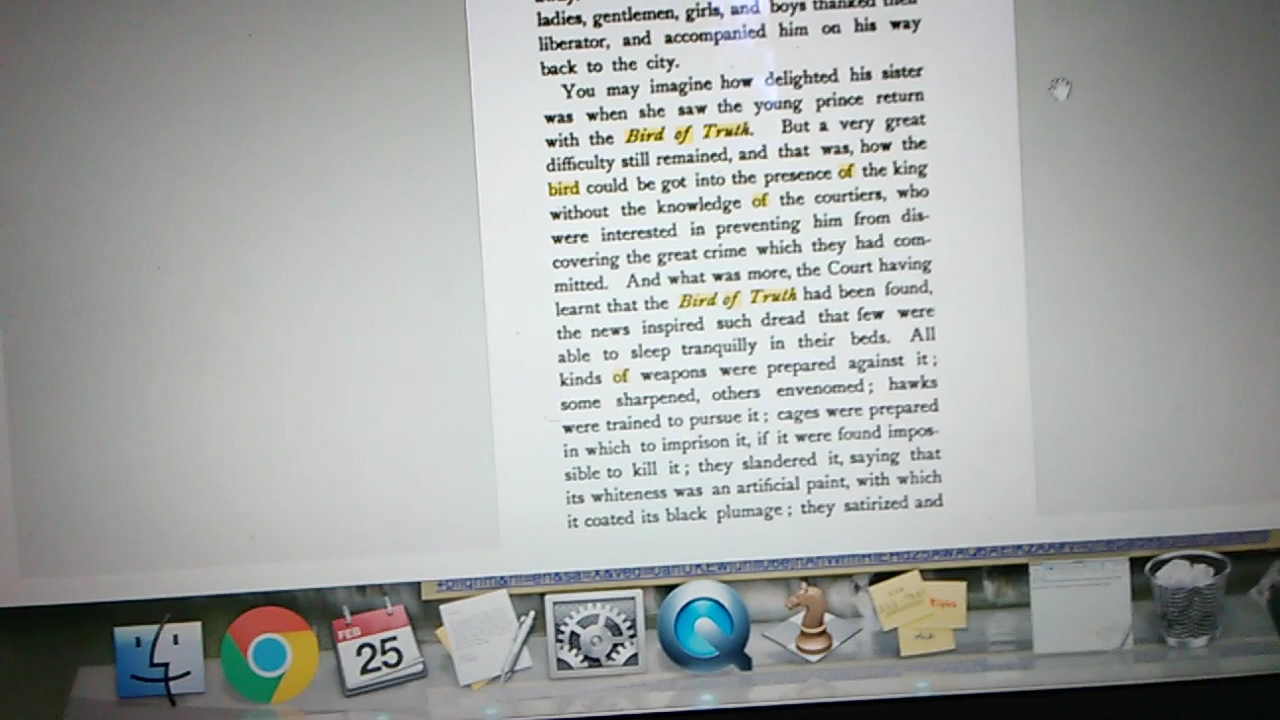 ladies, gentlemen, girls, and boys thanked their
liberator, and accompanied him on his way
back to the city.
You may imagine how delighted his sister
was when she saw the young prince return
with the Bird of Truth. But a very great
difficulty still remained, and that was, how the
bird could be got into the presence of the king
without the knowledge of the courtiers, who
were interested in preventing him from dis-
covering the great crime which they had com-
mitted. And what was more, the Court having
learnt that the Bird of Truth had been found,
the news inspired such dread that few were
able to sleep tranquilly in their beds. All
kinds of weapons were prepared against it;
some sharpened, others envenomed; hawks
were trained to pursue it; cages were prepared
in which to imprison it, if it were found impos-
sible to kill it; they slandered it, saying that
its whiteness was an artificial paint, with which
it coated its black plumage; they satirized and
FEB
25